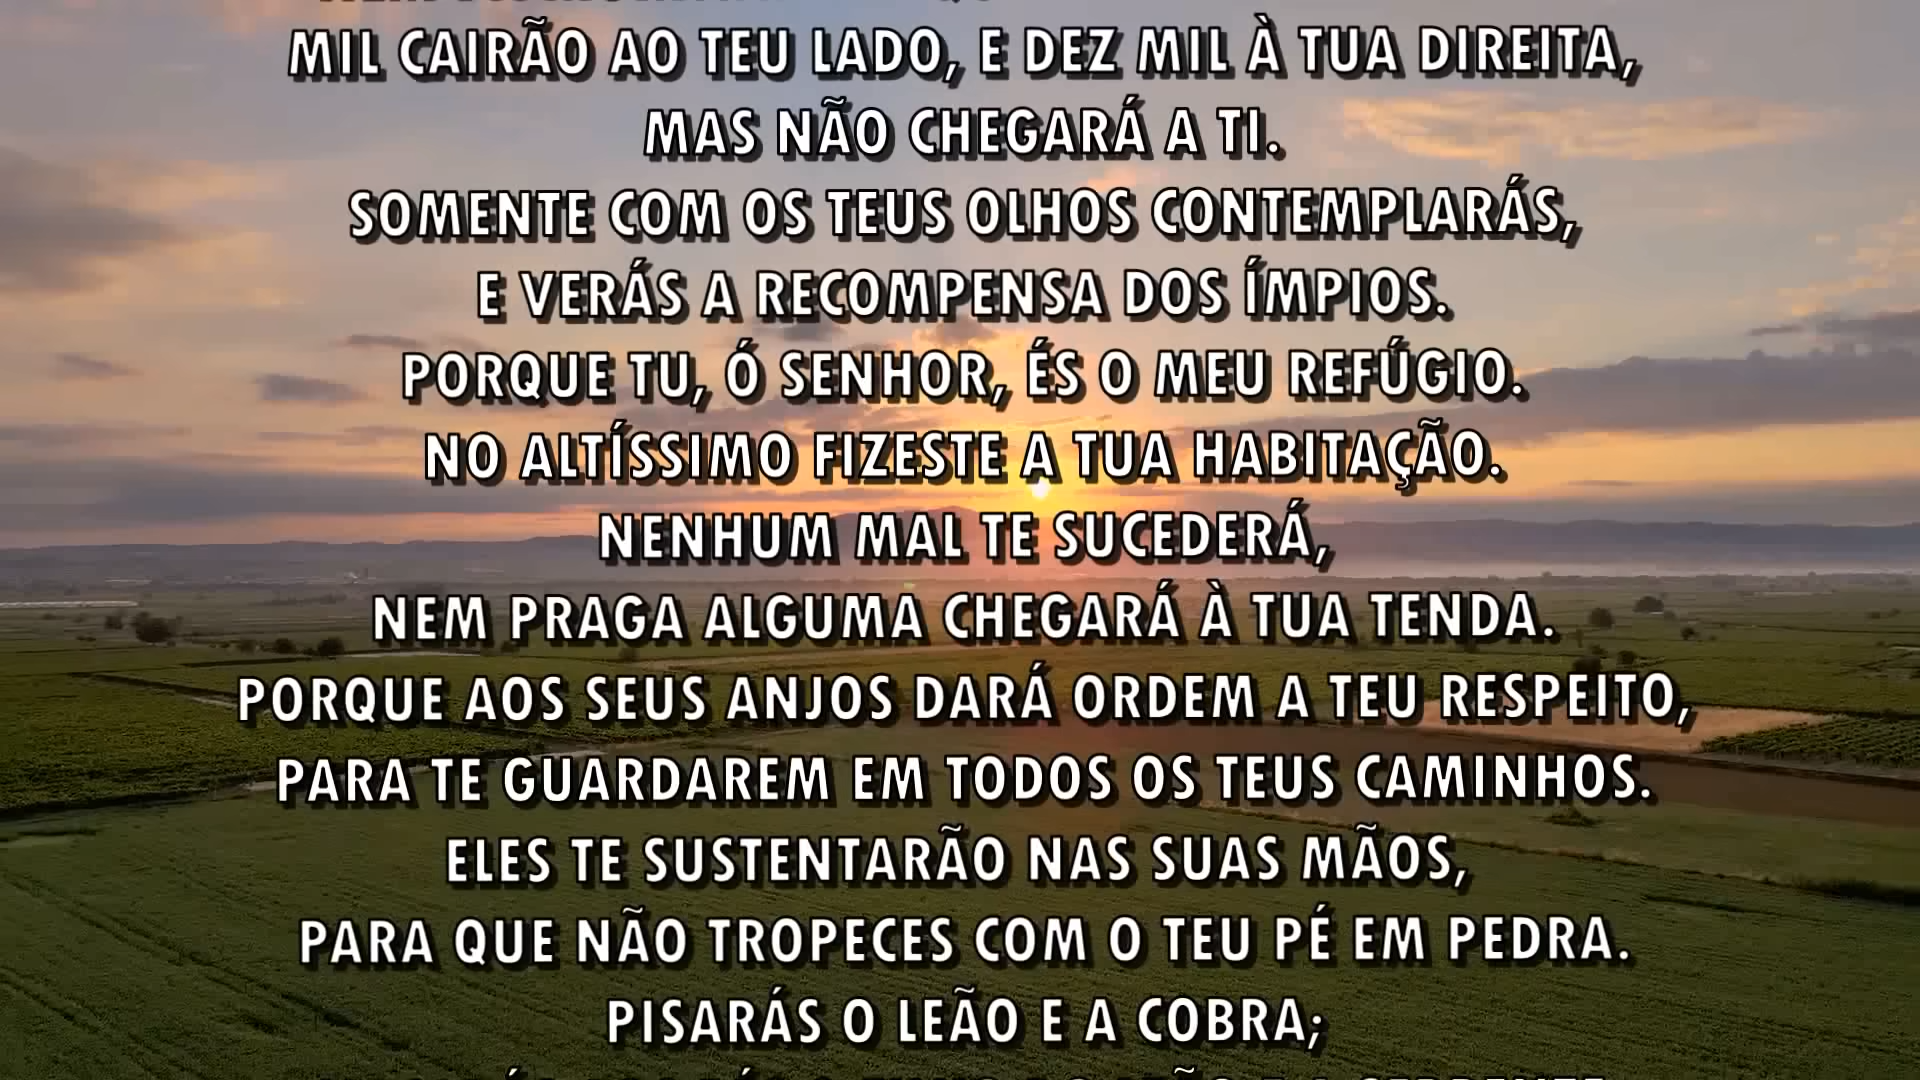 MIL CAIRÃO AO TEU LADO, E DEZ MIL À TUA DIREITA,
MAS NÃO CHEGARÁ A TI.
SOMENTE COM OS TEUS OLHOS CONTEMPLARÁS,
E VERÁS A RECOMPENSA DOS ÍMPIOS.
PORQUE TU, Ó SENHOR, ÉS O MEU REFÚGIO.
NO ALTÍSSIMO FIZESTE A TUA HABITAÇÃO.
NENHUM MAL TE SUCEDERÁ,
NEM PRAGA ALGUMA CHEGARÁ À TUA TENDA.
PORQUE AOS SEUS ANJOS DARÁ ORDEM A TEU RESPEITO,
PARA TE GUARDAREM EM TODOS OS TEUS CAMINHOS.
ELES TE SUSTENTARÃO NAS SUAS MÃOS,
PARA QUE NÃO TROPECES COM O TEU PÉ EM PEDRA.
PISARÁS O LEÃO E A COBRA;